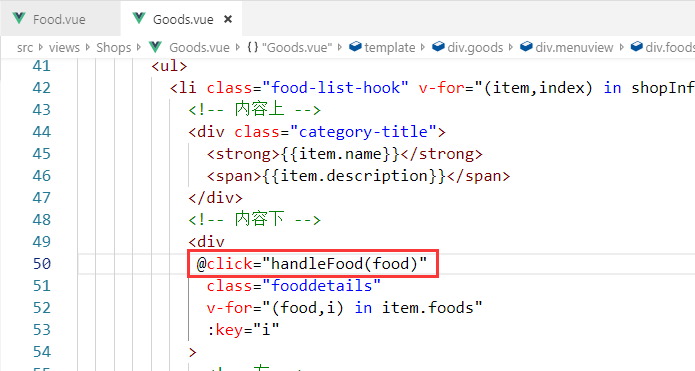 Food.vue Goods.vue ×
src > views > Shops > Goods.vue > {} "Goods.vue" > template > div.goods > div.menuview > div.foods
41 <ul>
42 <li class="food-list-hook" v-for="(item,index) in shopInf
43 <!-- 内容上 -->
44 <div class="category-title">
45 <strong>{{item.name}}</strong>
46 <span>{{item.description}}</span>
47 </div>
48 <!-- 内容下 -->
49 <div
50 @click="handleFood(food)"
51 class="fooddetails"
52 v-for="(food,i) in item.foods"
53 :key="i"
54 >